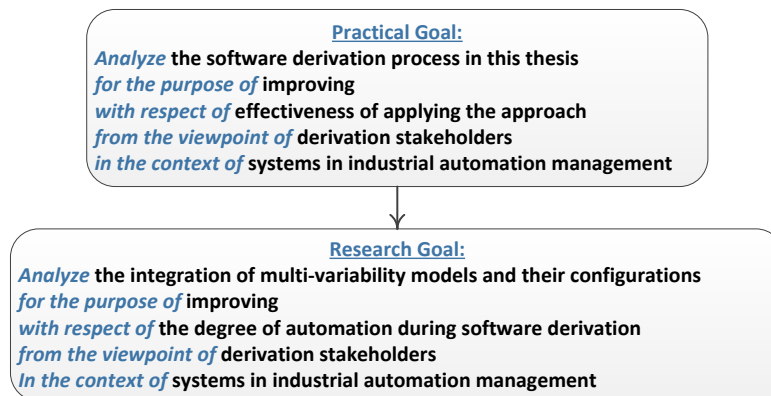 Practical Goal:
Analyze the software derivation process in this thesis
for the purpose of improving
with respect of effectiveness of applying the approach
from the viewpoint of derivation stakeholders
in the context of systems in industrial automation management
Research Goal:
Analyze the integration of multi-variability models and their configurations
for the purpose of improving
with respect of the degree of automation during software derivation
from the viewpoint of derivation stakeholders
In the context of systems in industrial automation management